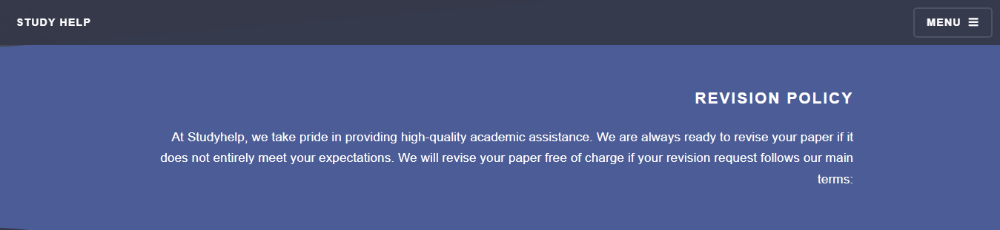 STUDY HELP
MENU
REVISION POLICY
At Studyhelp, we take pride in providing high-quality academic assistance. We are always ready to revise your paper if it
does not entirely meet your expectations. We will revise your paper free of charge if your revision request follows our main
terms: